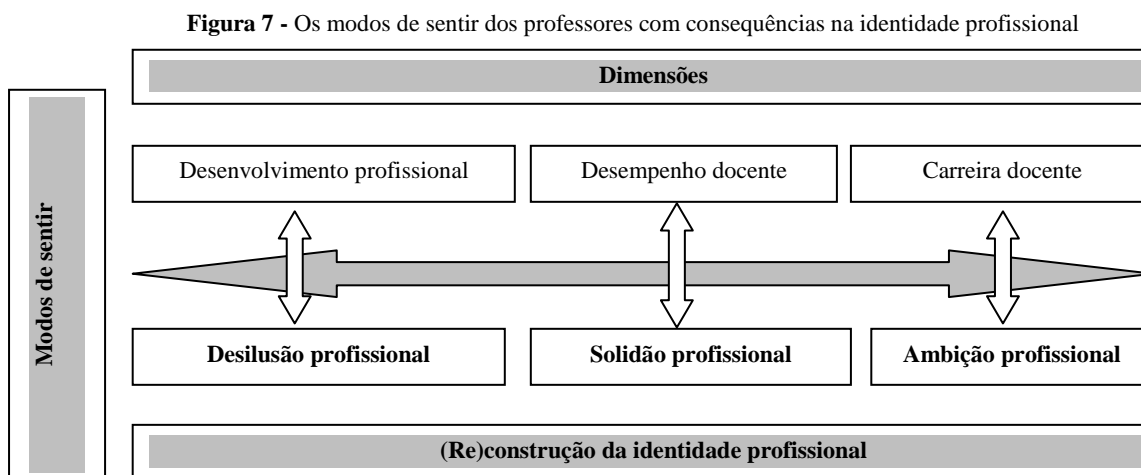 Figura 7 - Os modos de sentir dos professores com consequências na identidade profissional
Dimensões
Modos de sentir
Desenvolvimento profissional
Desempenho docente
Carreira docente
Desilusão profissional
Solidão profissional
Ambição profissional
(Re)construção da identidade profissional